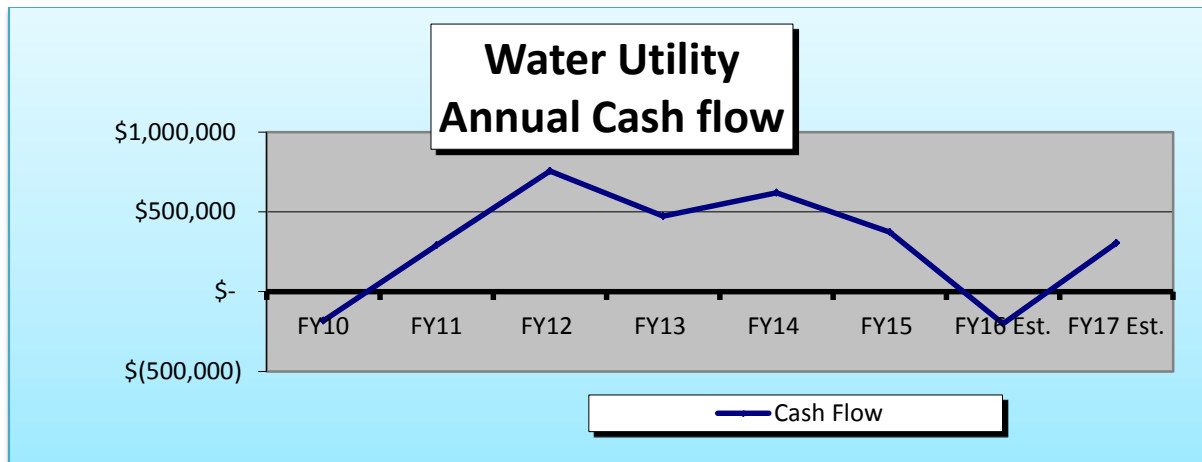 Water Utility
Annual Cash flow
$1,000,000
$500,000
$-
$(500,000)
FY10 FY11 FY12 FY13 FY14 FY15 FY16 Est. FY17 Est.
Cash Flow